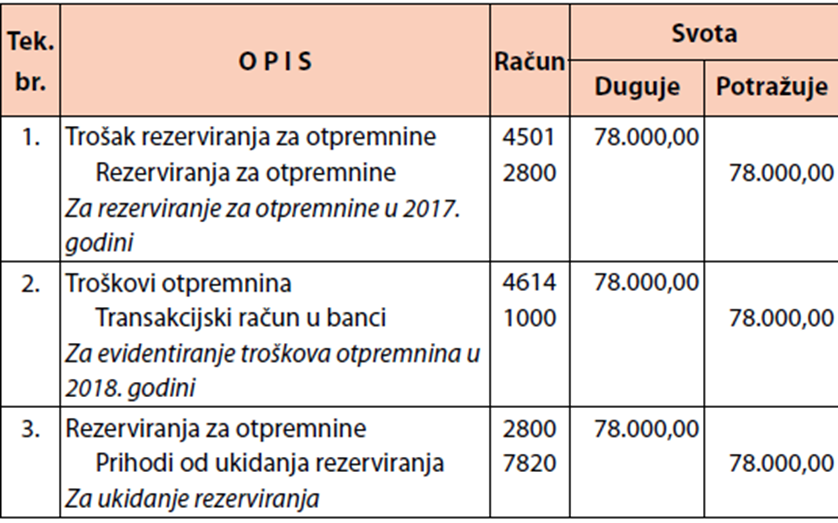 Tek. br. O P I S Račun Svota
Duguje Potražuje
1. Trošak rezerviranja za otpremnine 4501 78.000,00
Rezerviranja za otpremnine 2800 78.000,00
Za rezerviranje za otpremnine u 2017.
godini
2. Troškovi otpremnina 4614 78.000,00
Transakcijski račun u banci 1000 78.000,00
Za evidentiranje troškova otpremnina u
2018. godini
3. Rezerviranja za otpremnine 2800 78.000,00
Prihodi od ukidanja rezerviranja 7820 78.000,00
Za ukidanje rezerviranja